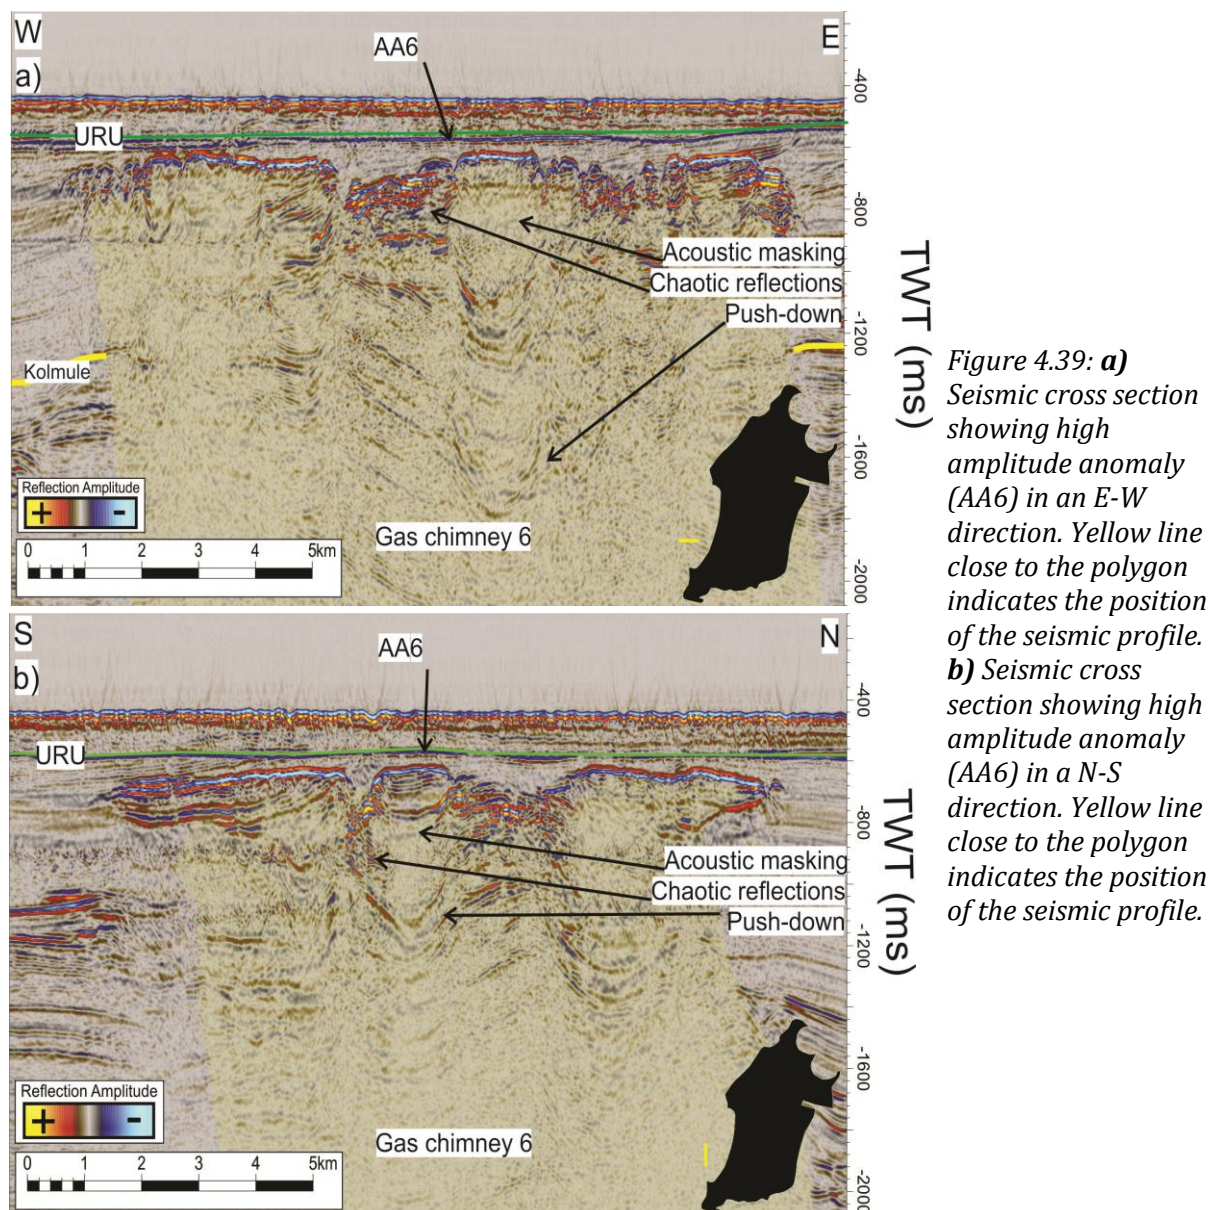 W
E
AA6
a)
URU
-400
-800
-1200
-1600
-2000
TWT (ms)
Acoustic masking
Chaotic reflections
Push-down
Kolmule
Reflection Amplitude
+ -
0 1 2 3 4 5km
Gas chimney 6
S
N
AA6
b)
URU
-400
-800
-1200
-1600
-2000
TWT (ms)
Acoustic masking
Chaotic reflections
Push-down
Reflection Amplitude
+ -
0 1 2 3 4 5km
Gas chimney 6
Figure 4.39: a)
Seismic cross section
showing high
amplitude anomaly
(AA6) in an E-W
direction. Yellow line
close to the polygon
indicates the position
of the seismic profile.
b) Seismic cross
section showing high
amplitude anomaly
(AA6) in a N-S
direction. Yellow line
close to the polygon
indicates the position
of the seismic profile.